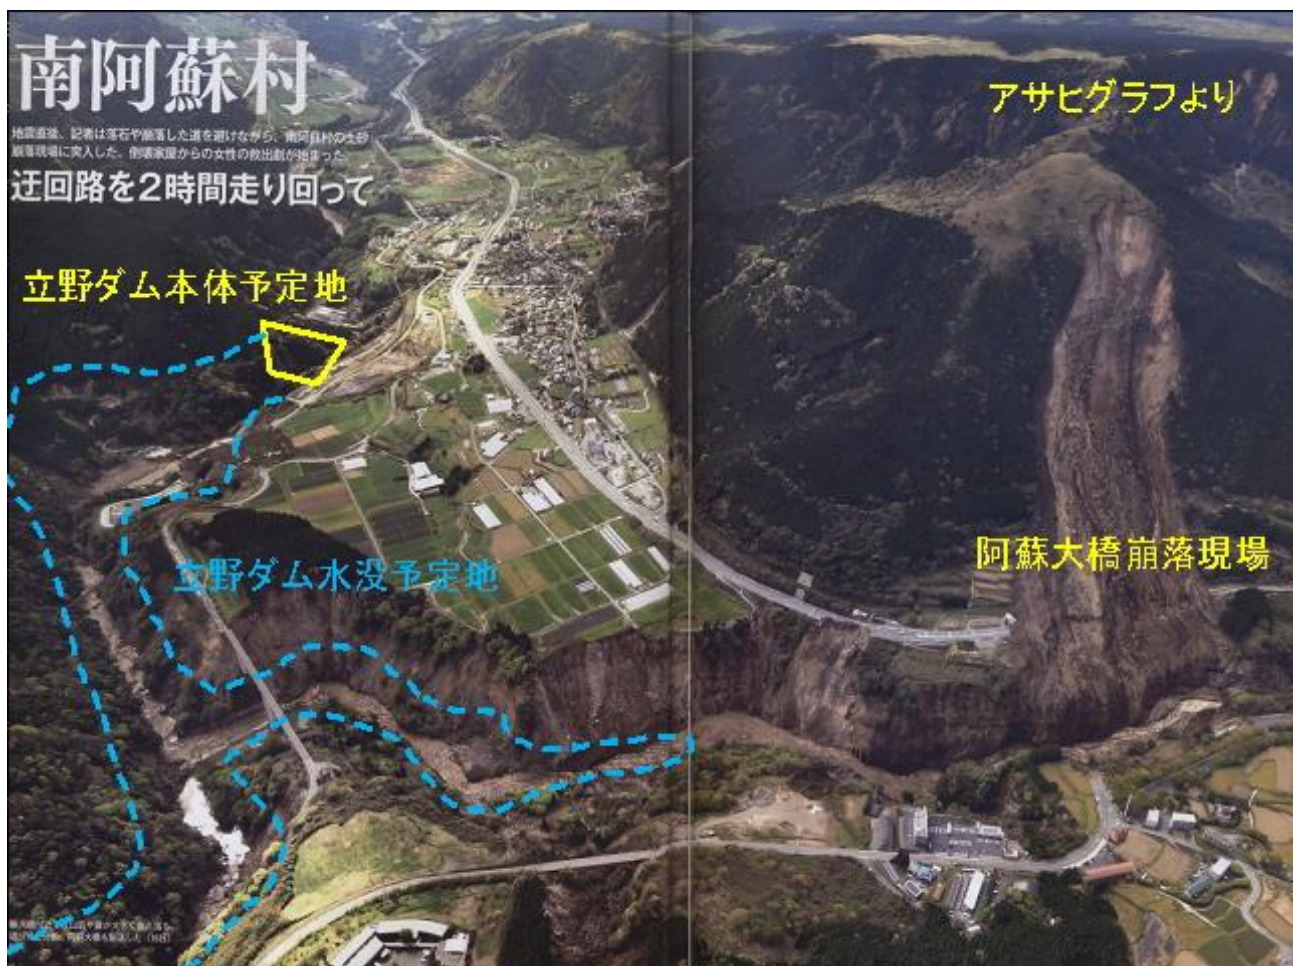 南阿蘇村
地震直後、記者は落石や崩落した道を避けながら、南阿蘇村の土砂
崩落現場に突入した。倒壊家屋からの女性の救出劇が始まった。
迂回路を2時間走り回って
アサヒグラフより
立野ダム本体予定地
阿蘇大橋崩落現場
立野ダム水没予定地